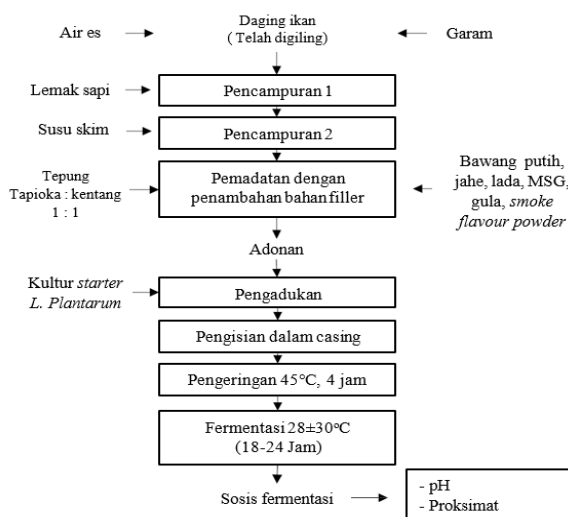 Air es
Daging ikan
( Telah digiling)
Garam
Lemak sapi
Pencampuran 1
Susu skim
Pencampuran 2
Tepung
Tapioka : kentang
1 : 1
Pemadatan dengan
penambahan bahan filler
Bawang putih,
jahe, lada, MSG,
gula, smoke
flavour powder
Adonan
Kultur starter
L. Plantarum
Pengadukan
Pengisian dalam casing
Pengeringan 45°C, 4 jam
Fermentasi 28±30°C
(18-24 Jam)
Sosis fermentasi
- pH
- Proksimat